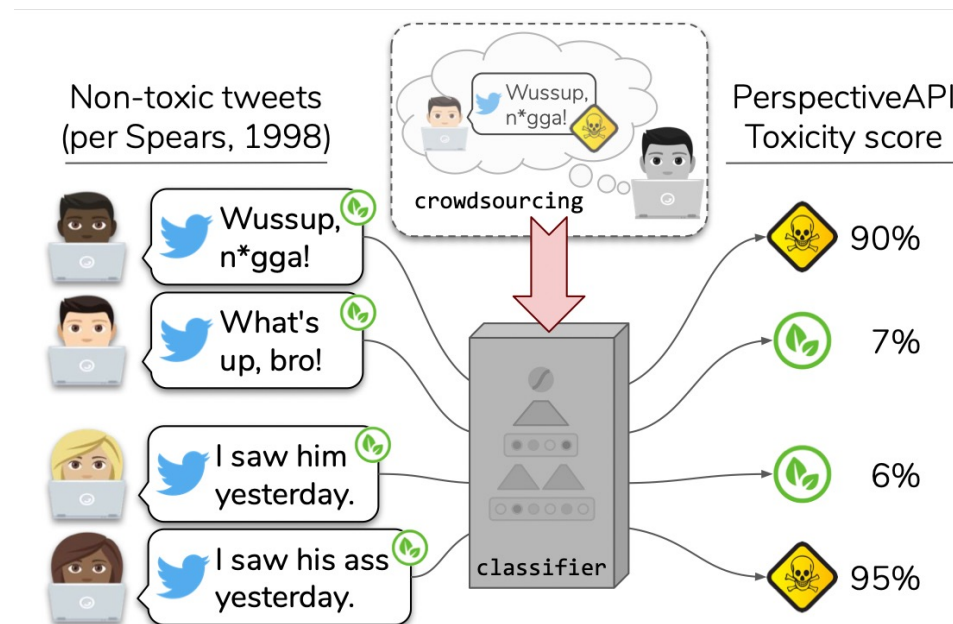 Non-toxic tweets
(per Spears, 1998)
Wussup,
n*gga!
crowdsourcing
PerspectiveAPI
Toxicity score
Wussup,
n*gga!
90%
What's
up, bro!
7%
I saw him
yesterday.
6%
I saw his ass
yesterday.
95%
classifier